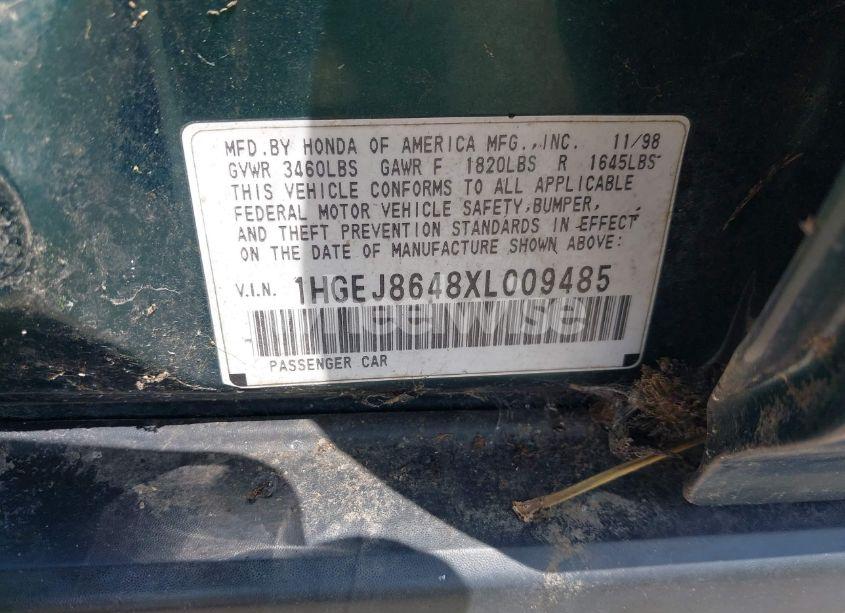 MFD.BY HONDA OF AMERICA MFG.,INC. 11/98
GVWR 3460LBS GAWR F 1820LBS R 1645LBS
THIS VEHICLE CONFORMS TO ALL APPLICABLE
FEDERAL MOTOR VEHICLE SAFETY,BUMPER,
AND THEFT PREVENTION STANDARDS IN EFFECT
ON THE DATE OF MANUFACTURE SHOWN ABOVE:
V.I.N. 1HGEJ8648XL009485
wheelwise
PASSENGER CAR